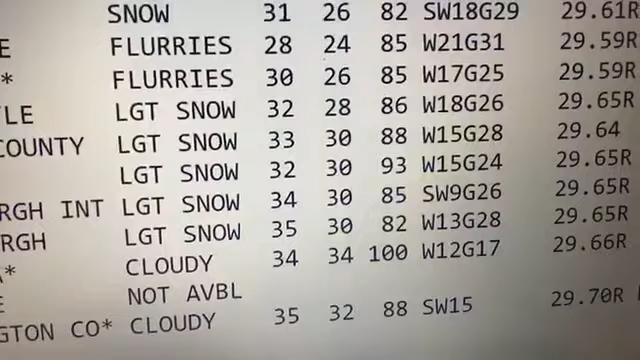 SNOW 31 26 82 SW18G29 29.61R
E FLURRIES 28 24 85 W21G31 29.59R
* FLURRIES 30 26 85 W17G25 29.59R
LE LGT SNOW 32 28 86 W18G26 29.65R
COUNTY LGT SNOW 33 30 88 W15G28 29.64
LGT SNOW 32 30 93 W15G24 29.65R
RGH INT LGT SNOW 34 30 85 SW9G26 29.65R
RGH LGT SNOW 35 30 82 W13G28 29.65R
* CLOUDY 34 34 100 W12G17 29.66R
E NOT AVBL
GTON CO* CLOUDY 35 32 88 SW15 29.70R